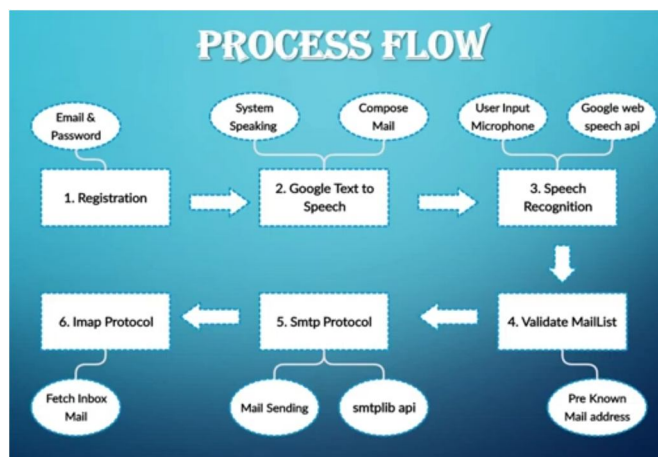 PROCESS FLOW
Email &
Password
System
Speaking
Compose
Mail
User Input
Microphone
Google web
speech api
1. Registration
2. Google Text to
Speech
3. Speech
Recognition
6. Imap Protocol
5. Smtp Protocol
4. Validate MailList
Fetch Inbox
Mail
Mail Sending
smtplib api
Pre Known
Mail address